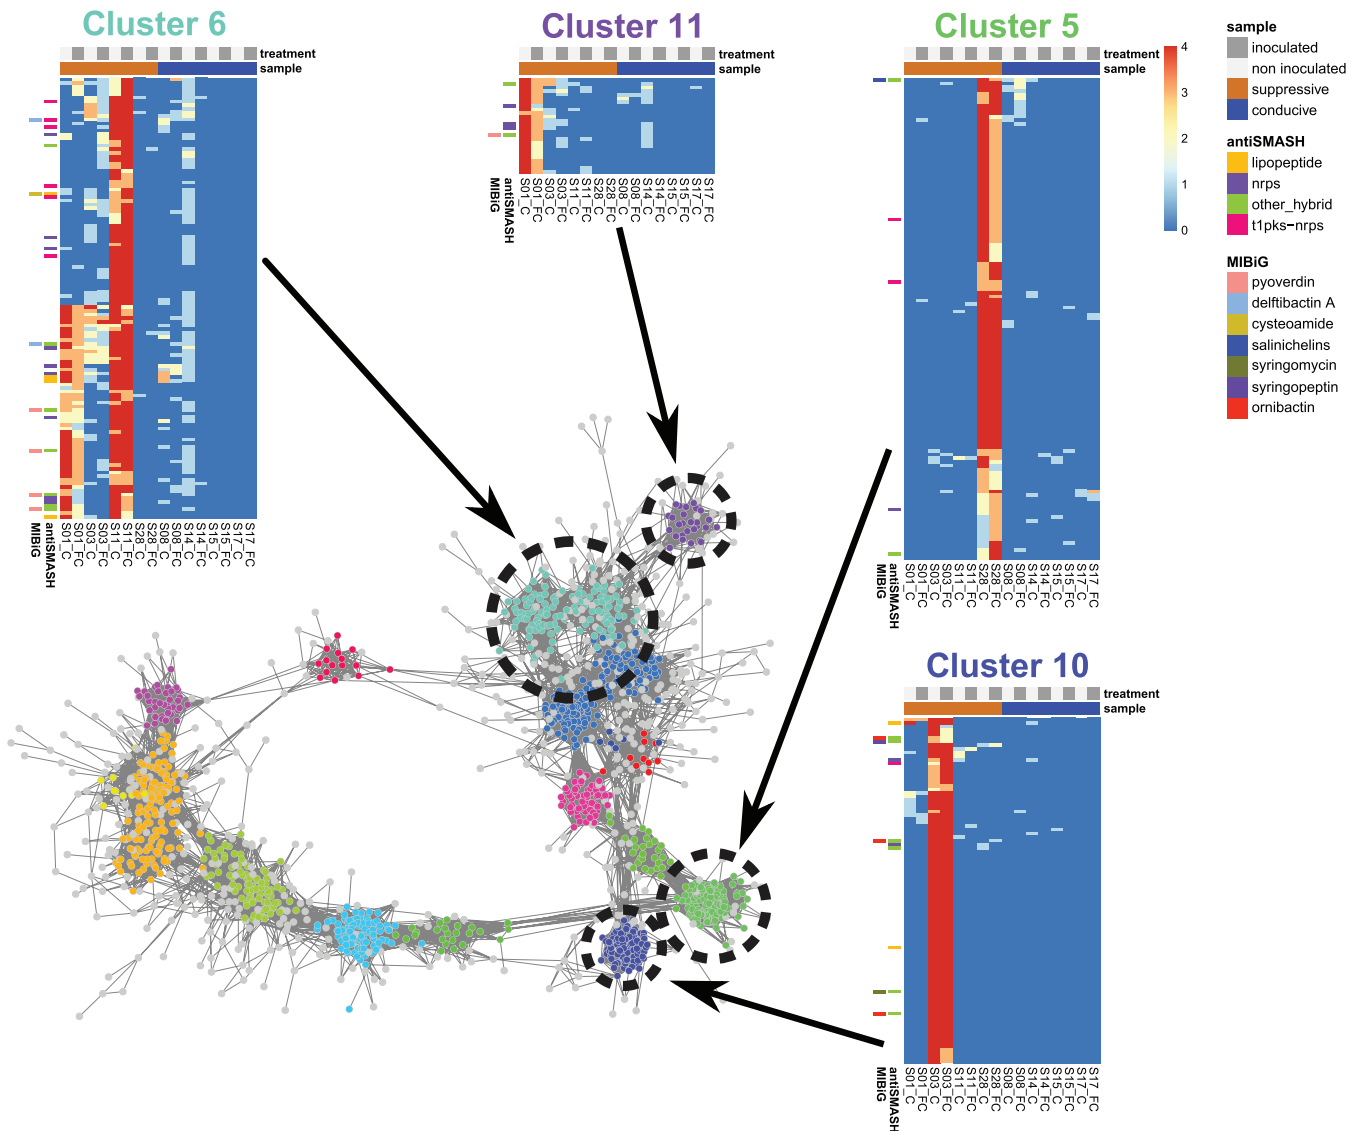 Cluster 6
treatment
sample
MIBiG
antiSMASH
S01_C
S01_FC
S03_C
S03_FC
S11_C
S11_FC
S28_C
S28_FC
S08_C
S08_FC
S14_C
S14_FC
S15_C
S15_FC
S17_C
S17_FC
Cluster 11
treatment
sample
MIBiG
antiSMASH
S01_C
S01_FC
S03_C
S03_FC
S11_C
S11_FC
S28_C
S28_FC
S08_C
S08_FC
S14_C
S14_FC
S15_C
S15_FC
S17_C
S17_FC
Cluster 5
treatment
sample
MIBiG
antiSMASH
S01_C
S01_FC
S03_C
S03_FC
S11_C
S11_FC
S28_C
S28_FC
S08_C
S08_FC
S14_C
S14_FC
S15_C
S15_FC
S17_C
S17_FC
4
3
2
1
0
sample
inoculated
non inoculated
suppressive
conducive
antiSMASH
lipopeptide
nrps
other_hybrid
t1pks−nrps
MIBiG
pyoverdin
delftibactin A
cysteoamide
salinichelins
syringomycin
syringopeptin
ornibactin
Cluster 10
treatment
sample
MIBiG
antiSMASH
S01_C
S01_FC
S03_C
S03_FC
S11_C
S11_FC
S28_C
S28_FC
S08_C
S08_FC
S14_C
S14_FC
S15_C
S15_FC
S17_C
S17_FC